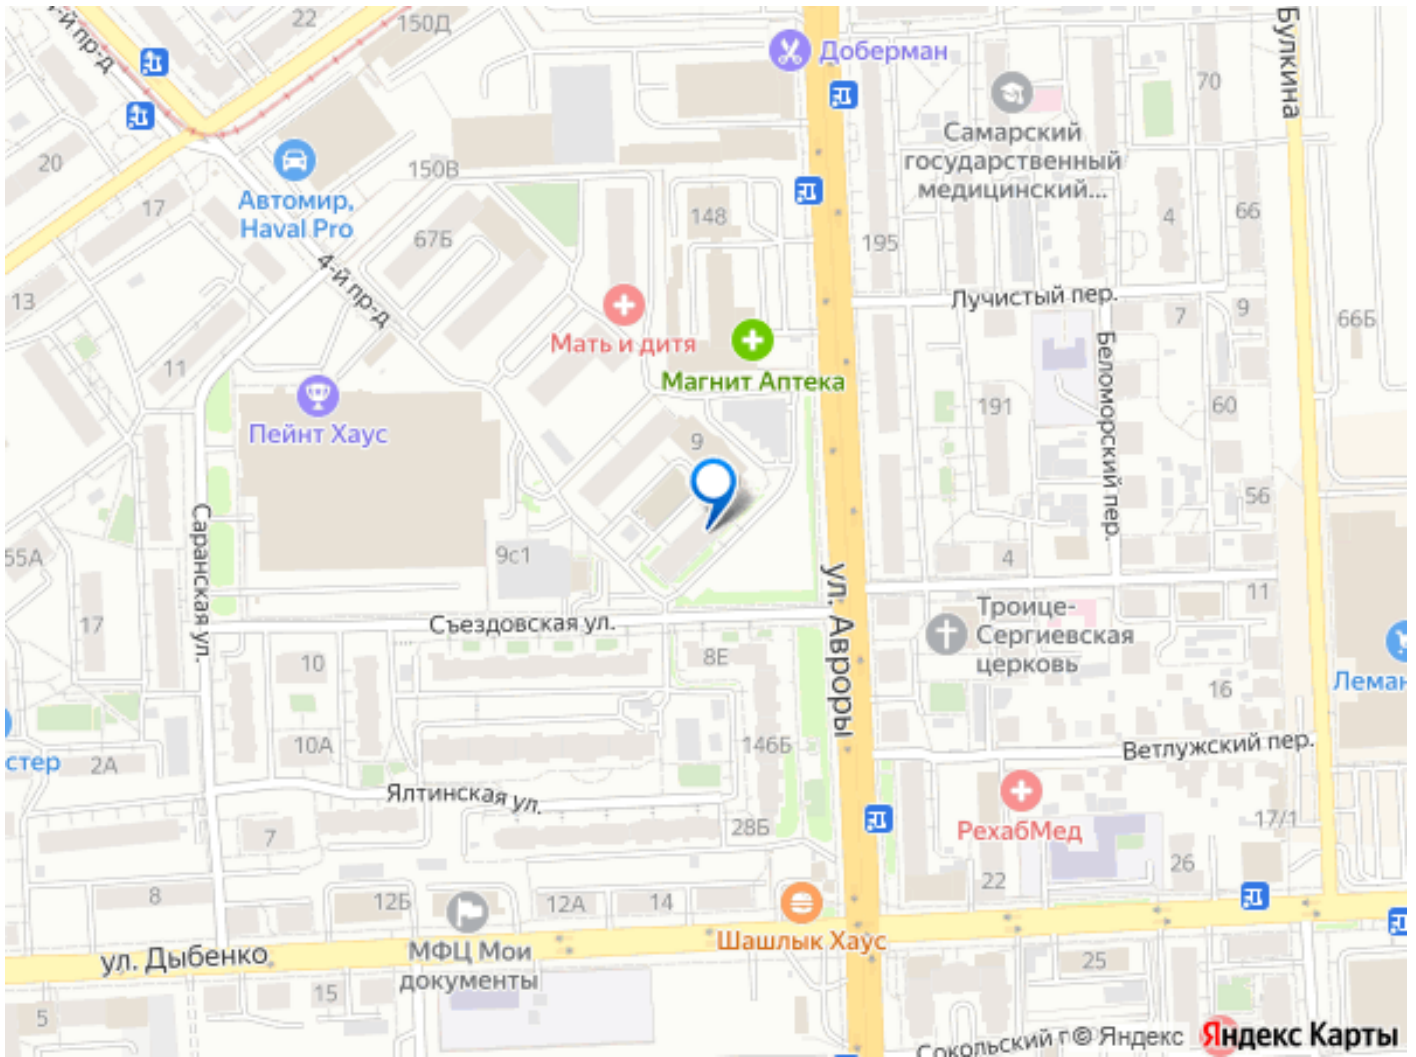 22
150Д
4-й пр-д
Доберман
Булкина
70
Самарский
государственный
медицинский...
20
150В
17
Автомир,
Haval Pro
67Б
148
195
4
66
4-й пр-д
13
Лучистый пер.
7
9
66Б
Мать и дитя
11
Магнит Аптека
Беломорский пер.
Пейнт Хаус
9
191
60
56
Саранская ул.
55А
9с1
4
11
ул. Авроры
17
Съездовская ул.
Троице-
Сергиевская
церковь
10
8Е
16
Леман
10А
146Б
Ветлужский пер.
стер
2А
Ялтинская ул.
7
28Б
РехабМед
17/1
26
22
8
12Б
12А
14
Шашлык Хаус
ул. Дыбенко
МФЦ Мои
документы
25
15
5
Сокольский п
© Яндекс
Яндекс Карты